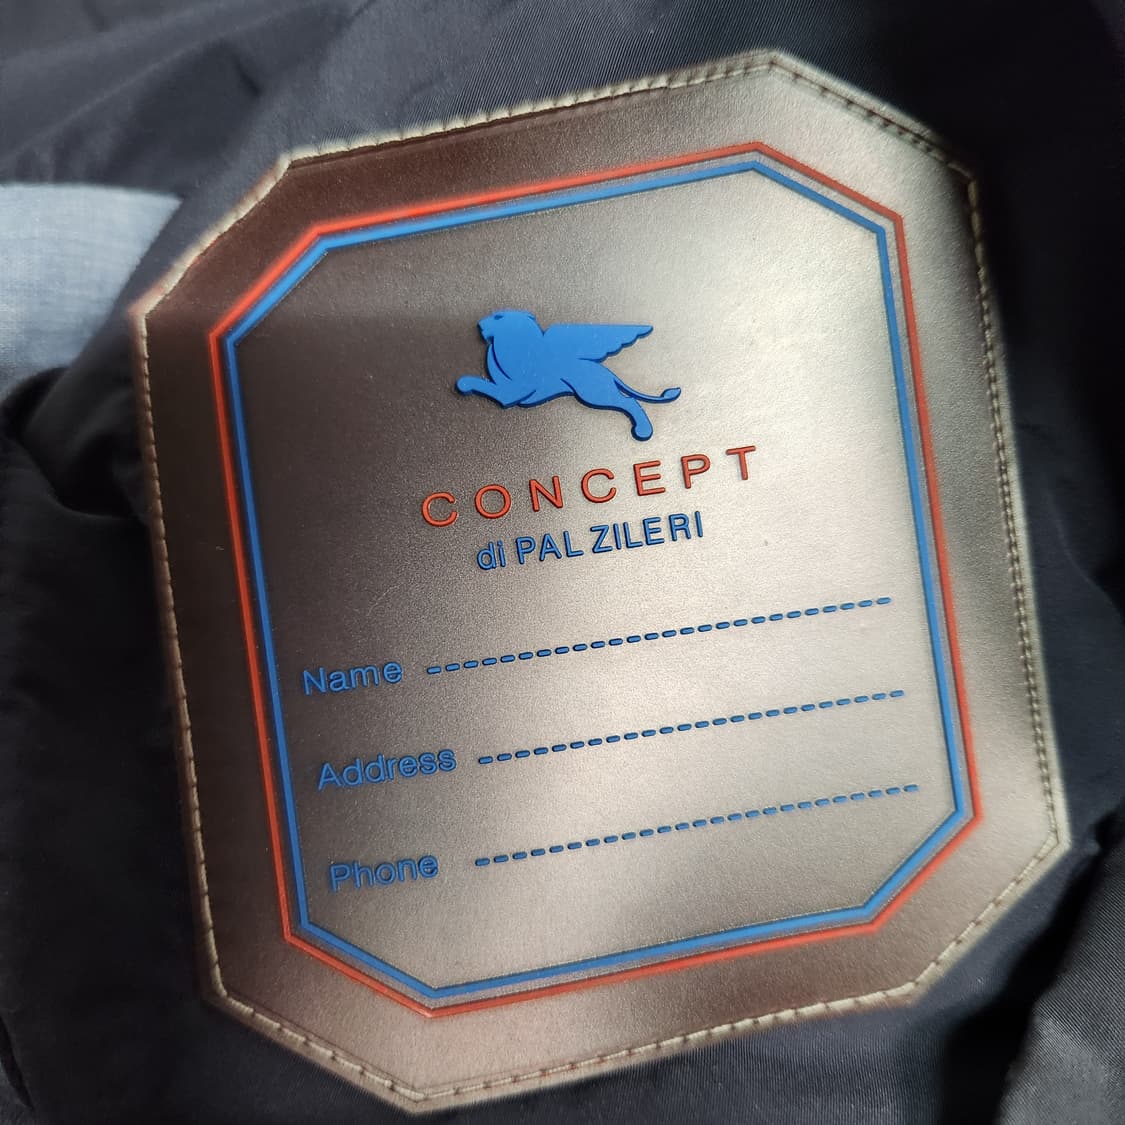 CONCEPT
di PAL ZILERI
Name
Address
Phone